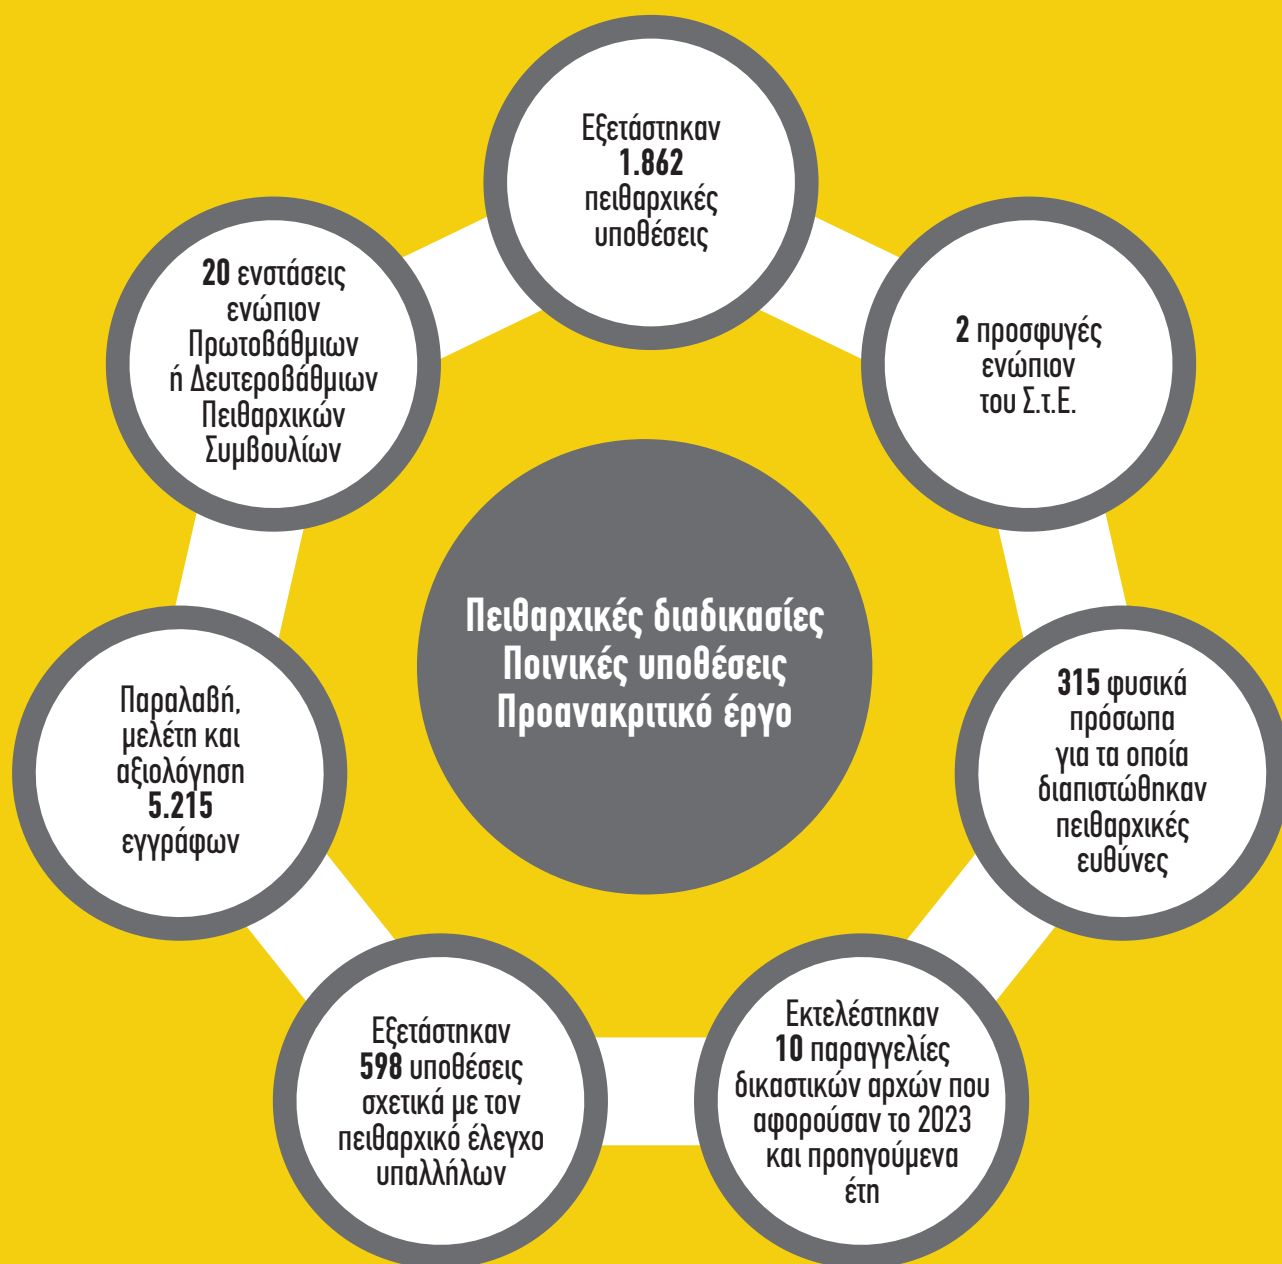 Εξετάστηκαν
1.862
πειθαρχικές
υποθέσεις
2 προσφυγές
ενώπιον
του Σ.τ.Ε.
315 φυσικά
πρόσωπα
για τα οποία
διαπιστώθηκαν
πειθαρχικές
ευθύνες
Εκτελέστηκαν
10 παραγγελίες
δικαστικών αρχών που
αφορούσαν το 2023
και προηγούμενα
έτη
Εξετάστηκαν
598 υποθέσεις
σχετικά με τον
πειθαρχικό έλεγχο
υπαλλήλων
Παραλαβή,
μελέτη και
αξιολόγηση
5.215
εγγράφων
20 ενστάσεις
ενώπιον
Πρωτοβάθμιων
ή Δευτεροβάθμιων
Πειθαρχικών
Συμβουλίων
Πειθαρχικές διαδικασίες
Ποινικές υποθέσεις
Προανακριτικό έργο